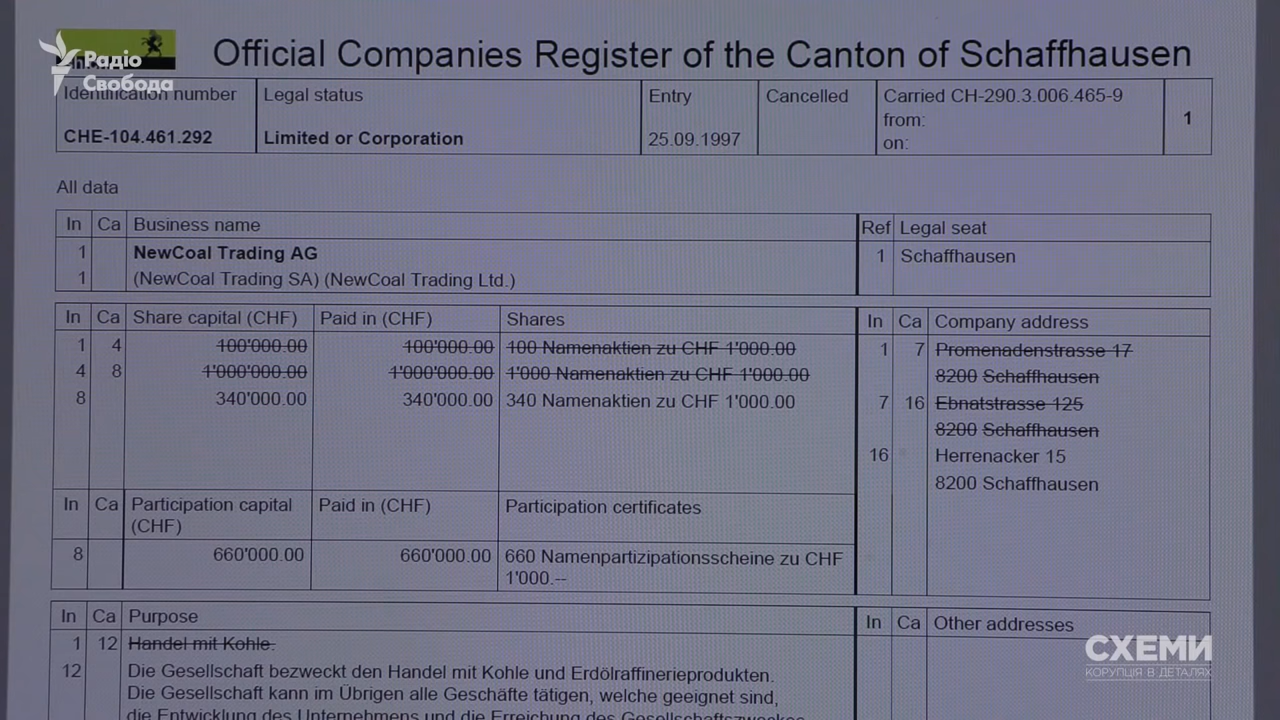 Радіо
Свобода
Official Companies Register of the Canton of Schaffhausen
Identification number Legal status Entry Cancelled Carried CH-290.3.006.465-9
from:
on:
1
CHE-104.461.292 Limited or Corporation 25.09.1997
All data
In Ca Business name Ref Legal seat
1 NewCoal Trading AG 1 Schaffhausen
1 (NewCoal Trading SA) (NewCoal Trading Ltd.)
In Ca Share capital (CHF) Paid in (CHF) Shares
1 4 100'000.00 100'000.00 100 Namenaktien zu CHF 1'000.00
4 8 1'000'000.00 1'000'000.00 1'000 Namenaktien zu CHF 1'000.00
8 340'000.00 340'000.00 340 Namenaktien zu CHF 1'000.00
In Ca Company address
1 7 Promenadenstrasse 17
8200 Schaffhausen
7 16 Ebnatstrasse 125
8200 Schaffhausen
16 Herrenacker 15
8200 Schaffhausen
In Ca Participation capital Paid in (CHF) Participation certificates
(CHF)
8 660'000.00 660'000.00 660 Namenpartizipationsscheine zu CHF
1'000.--
In Ca Purpose
1 12 Handel mit Kohle.
12 Die Gesellschaft bezweckt den Handel mit Kohle und Erdölraffinerieprodukten.
Die Gesellschaft kann im Übrigen alle Geschäfte tätigen, welche geeignet sind,
die Entwicklung des Unternehmens und die Erreichung des Gesellschaftszweckes
In Ca Other addresses
СХЕМИ
КОРУПЦІЯ В ДЕТАЛЯХ